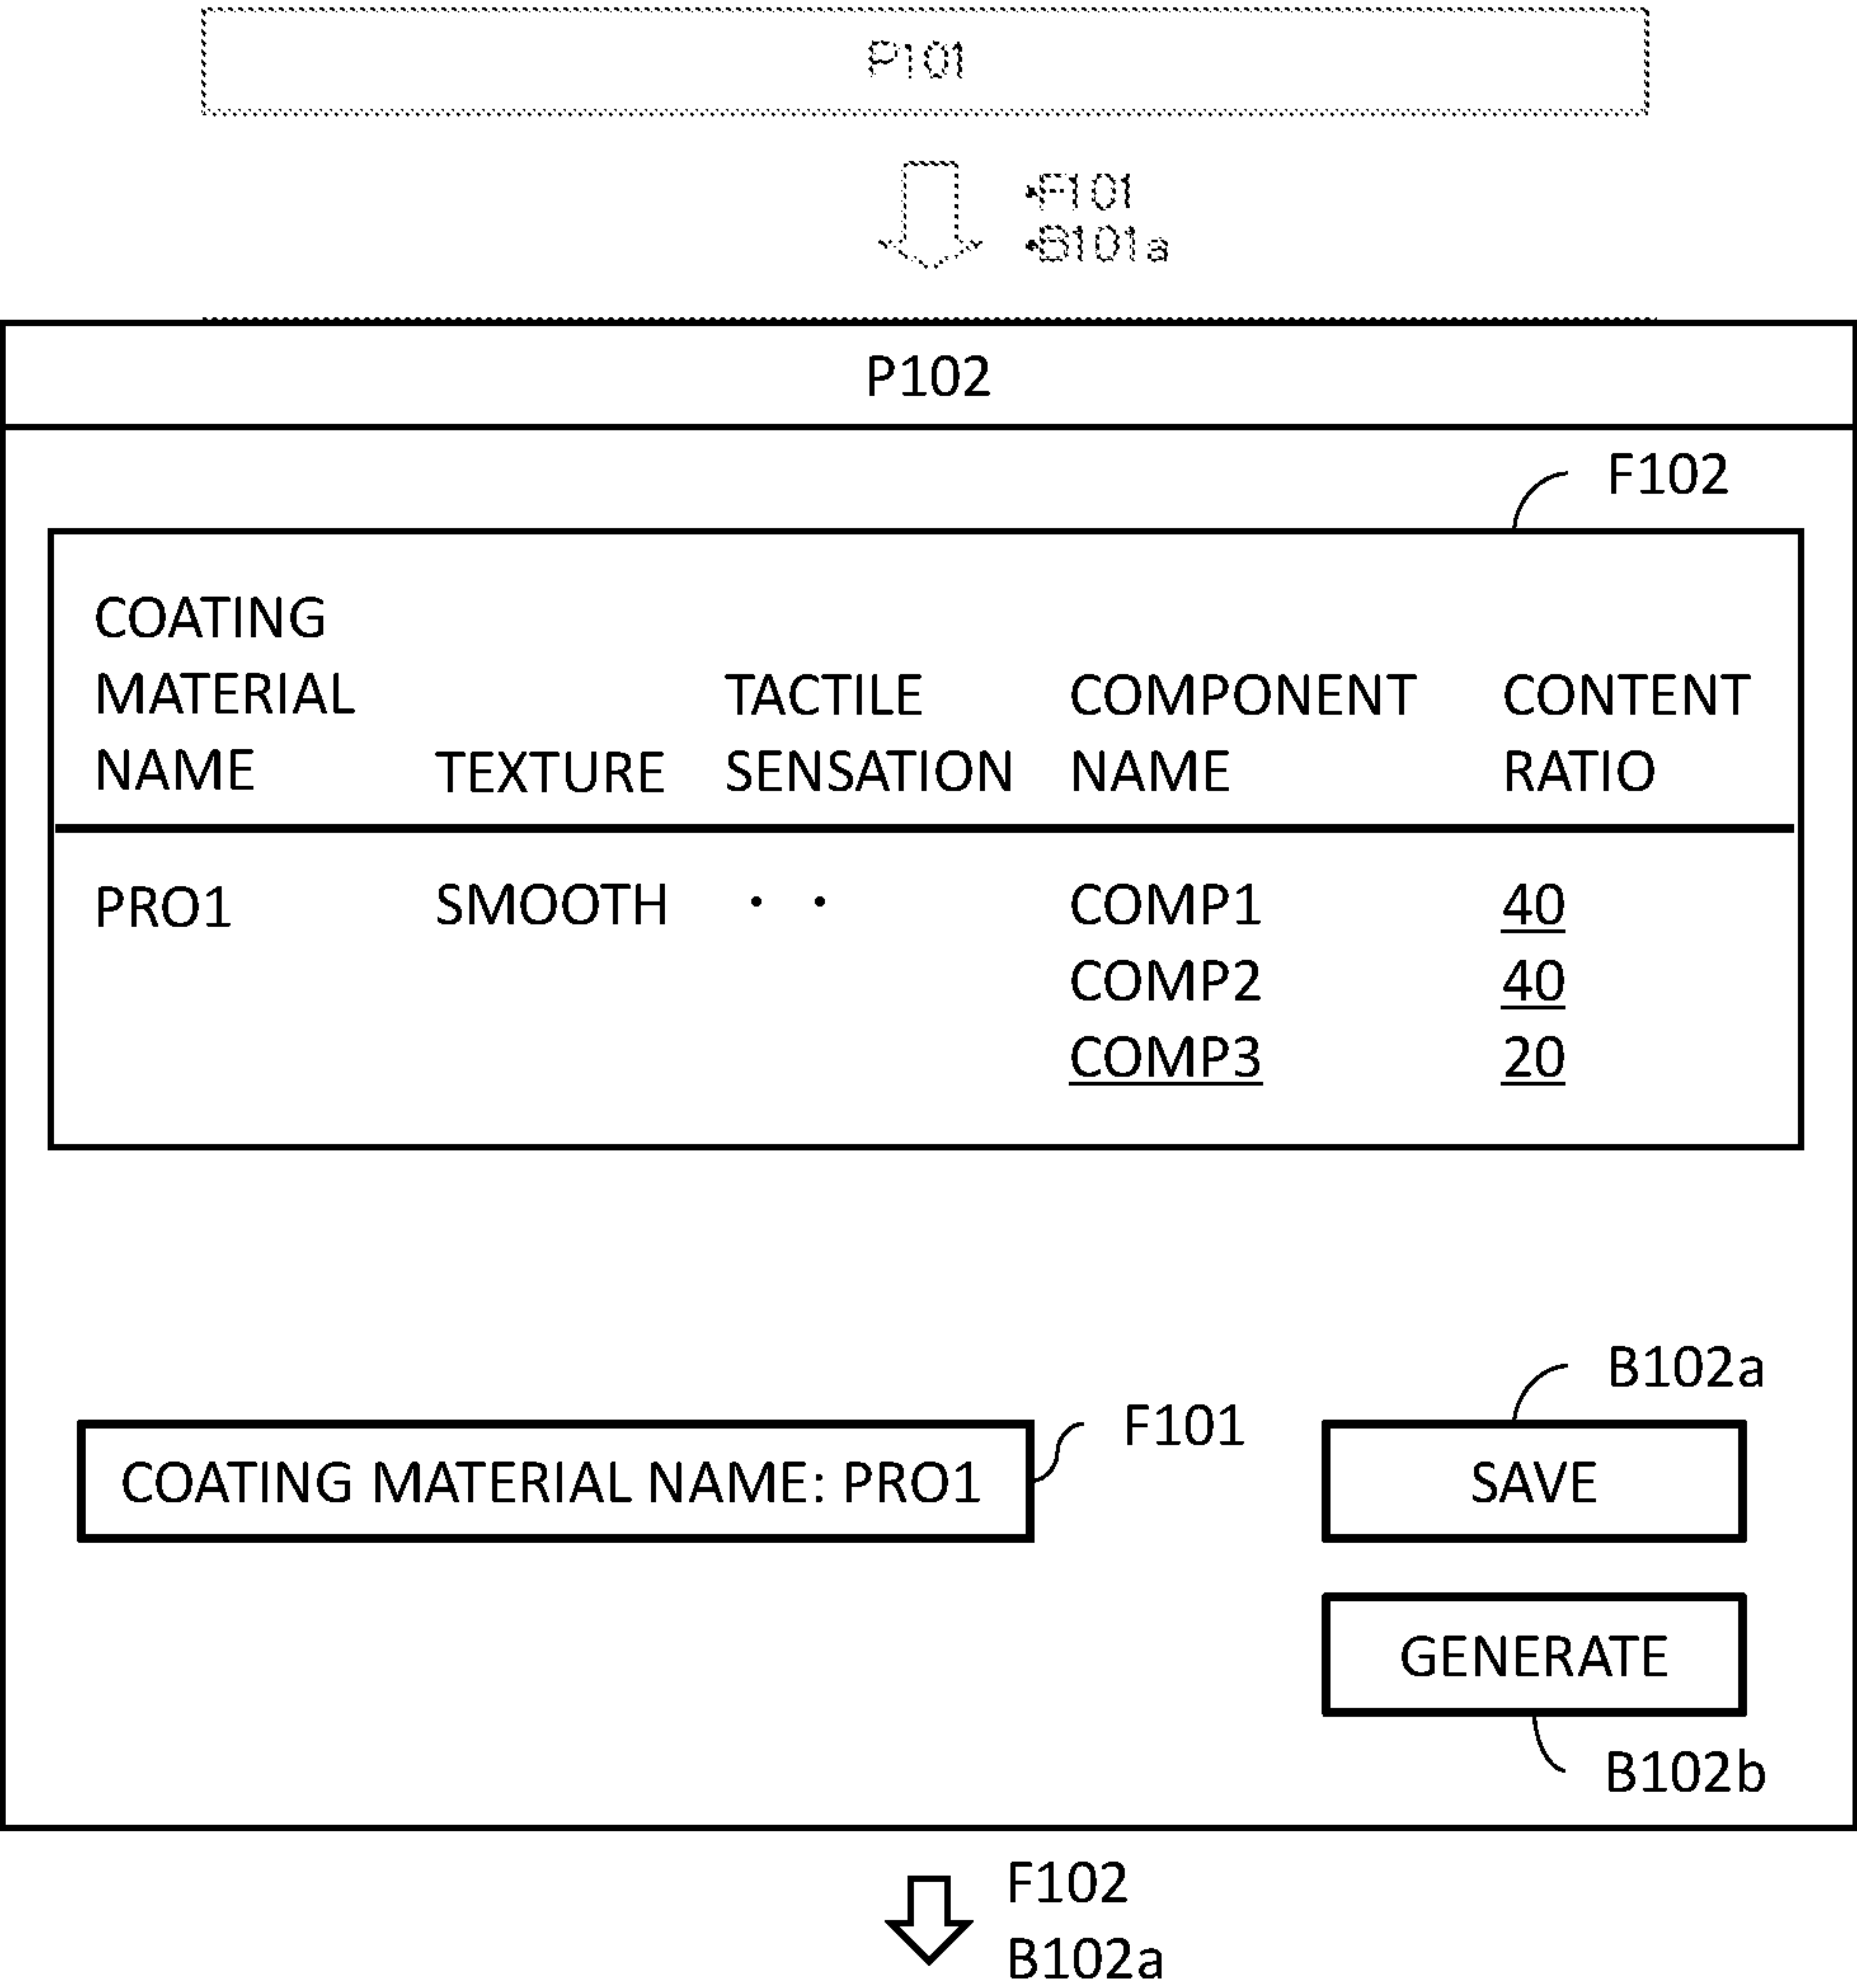 P101
F101
B101a
P102
F102
COATING
MATERIAL TACTILE COMPONENT CONTENT
NAME TEXTURE SENSATION NAME RATIO
PRO1 SMOOTH ・ ・ COMP1 40
COMP2 40
COMP3 20
B102a
F101
COATING MATERIAL NAME: PRO1 SAVE
GENERATE
B102b
F102
B102a